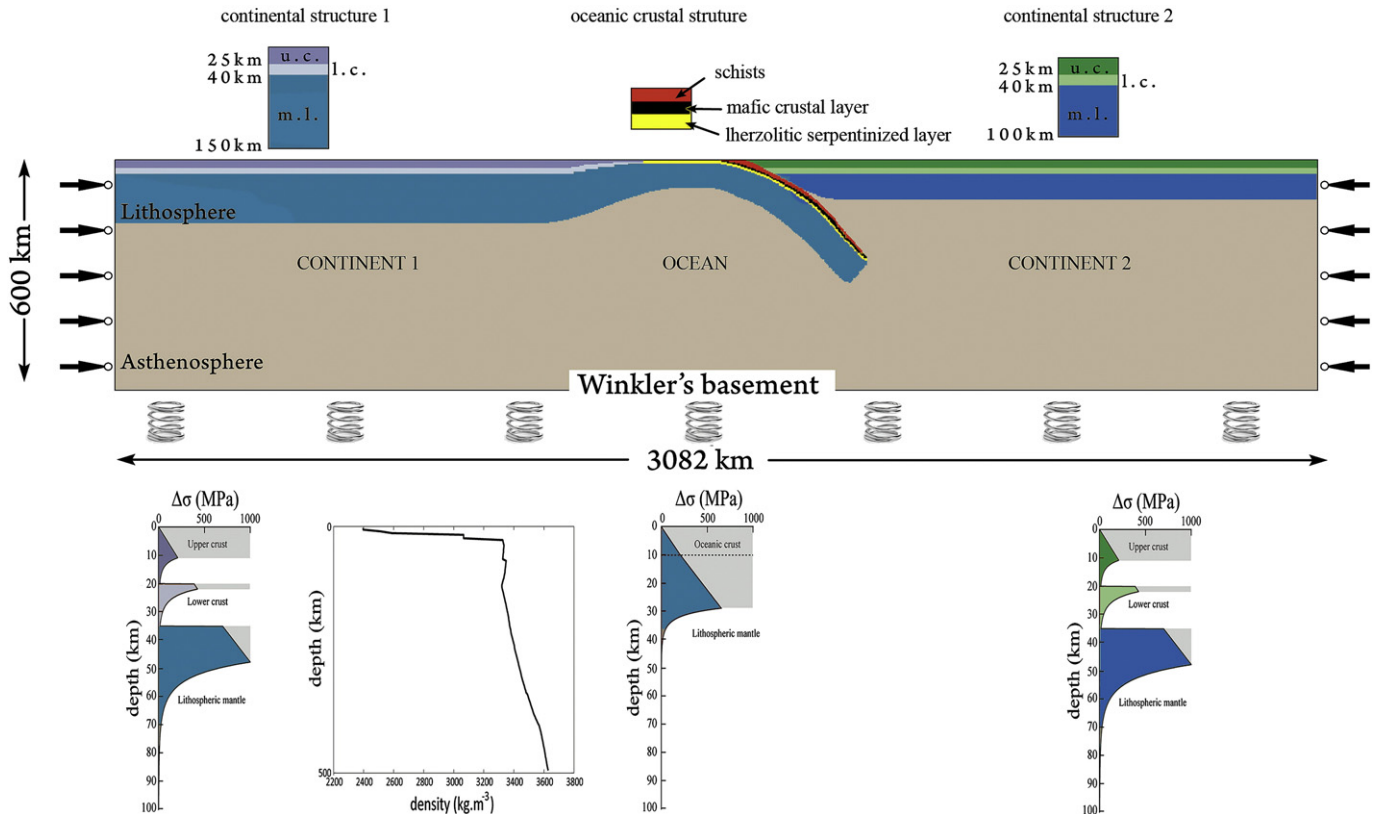 continental structure 1
oceanic crustal struture
continental structure 2
25km
40km
150km
u.c.
l.c.
m.l.
schists
mafic crustal layer
lherzolitic serpentinized layer
25km
40km
100km
u.c.
l.c.
m.l.
600 km
Lithosphere
CONTINENT 1
OCEAN
CONTINENT 2
Asthenosphere
Winkler's basement
3082 km
Δσ (MPa)
0 500 1000
depth (km)
0
10
20
30
40
50
60
70
80
90
100
Upper crust
Lower crust
Lithospheric mantle
depth (km)
0
500
2200 2400 2600 2800 3000 3200 3400 3600 3800
density (kg.m³)
Δσ (MPa)
0 500 1000
depth (km)
0
10
20
30
40
50
60
70
80
90
100
Oceanic crust
Lithospheric mantle
Δσ (MPa)
0 500 1000
depth (km)
0
10
20
30
40
50
60
70
80
90
100
Upper crust
Lower crust
Lithospheric mantle